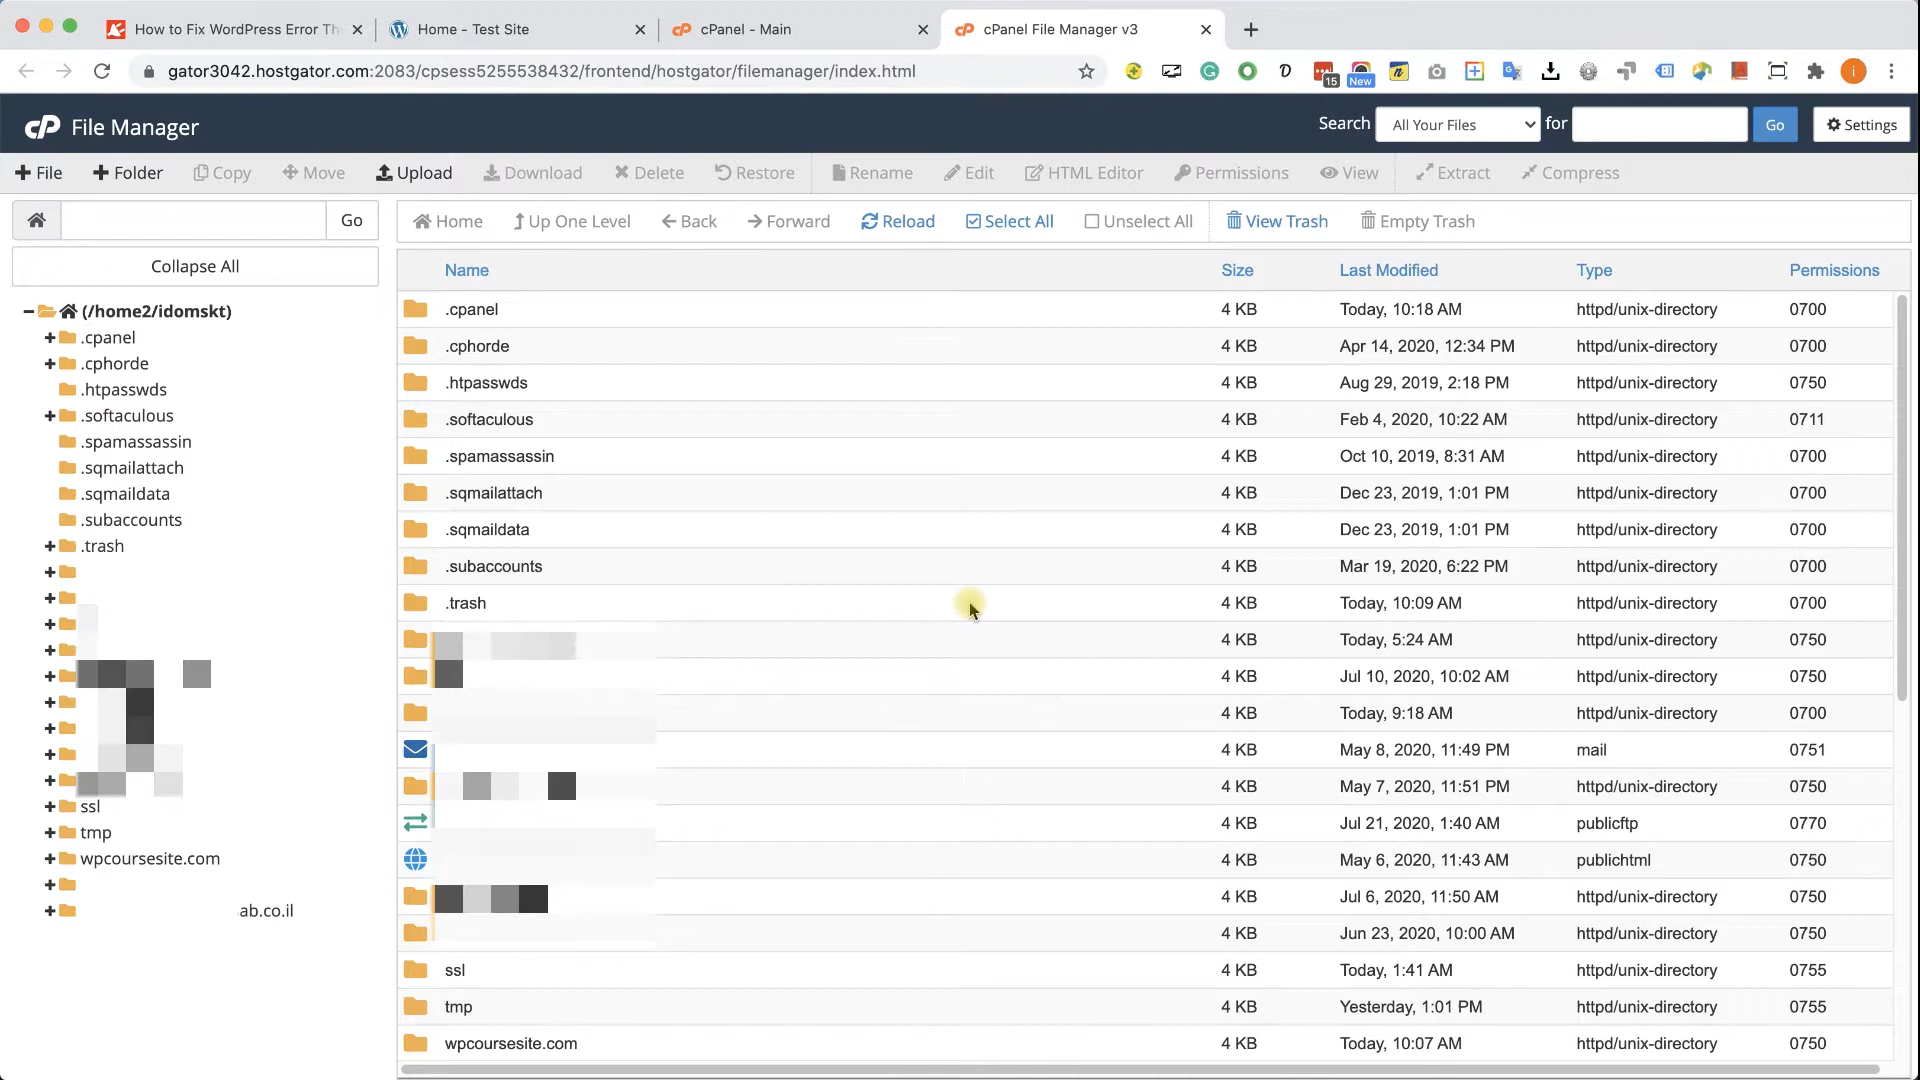 How to Fix WordPress Error Th
Home - Test Site
cPanel - Main
cPanel File Manager v3
gator3042.hostgator.com:2083/cpsess5255538432/frontend/hostgator/filemanager/index.html
15
New
cP File Manager
Search
All Your Files
for
Go
Settings
File
Folder
Copy
Move
Upload
Download
Delete
Restore
Rename
Edit
HTML Editor
Permissions
View
Extract
Compress
Go
Home
Up One Level
Back
Forward
Reload
Select All
Unselect All
View Trash
Empty Trash
Collapse All
(/home2/idomskt)
.cpanel
.cphorde
.htpasswds
.softaculous
.spamassassin
.sqmailattach
.sqmaildata
.subaccounts
.trash
ssl
tmp
wpcoursesite.com
ab.co.il
Name Size Last Modified Type Permissions
.cpanel 4 KB Today, 10:18 AM httpd/unix-directory 0700
.cphorde 4 KB Apr 14, 2020, 12:34 PM httpd/unix-directory 0700
.htpasswds 4 KB Aug 29, 2019, 2:18 PM httpd/unix-directory 0750
.softaculous 4 KB Feb 4, 2020, 10:22 AM httpd/unix-directory 0711
.spamassassin 4 KB Oct 10, 2019, 8:31 AM httpd/unix-directory 0700
.sqmailattach 4 KB Dec 23, 2019, 1:01 PM httpd/unix-directory 0700
.sqmaildata 4 KB Dec 23, 2019, 1:01 PM httpd/unix-directory 0700
.subaccounts 4 KB Mar 19, 2020, 6:22 PM httpd/unix-directory 0700
.trash 4 KB Today, 10:09 AM httpd/unix-directory 0700
4 KB Today, 5:24 AM httpd/unix-directory 0750
4 KB Jul 10, 2020, 10:02 AM httpd/unix-directory 0750
4 KB Today, 9:18 AM httpd/unix-directory 0700
4 KB May 8, 2020, 11:49 PM mail 0751
4 KB May 7, 2020, 11:51 PM httpd/unix-directory 0750
4 KB Jul 21, 2020, 1:40 AM publicftp 0770
4 KB May 6, 2020, 11:43 AM publichtml 0750
4 KB Jul 6, 2020, 11:50 AM httpd/unix-directory 0750
4 KB Jun 23, 2020, 10:00 AM httpd/unix-directory 0750
ssl 4 KB Today, 1:41 AM httpd/unix-directory 0755
tmp 4 KB Yesterday, 1:01 PM httpd/unix-directory 0755
wpcoursesite.com 4 KB Today, 10:07 AM httpd/unix-directory 0750